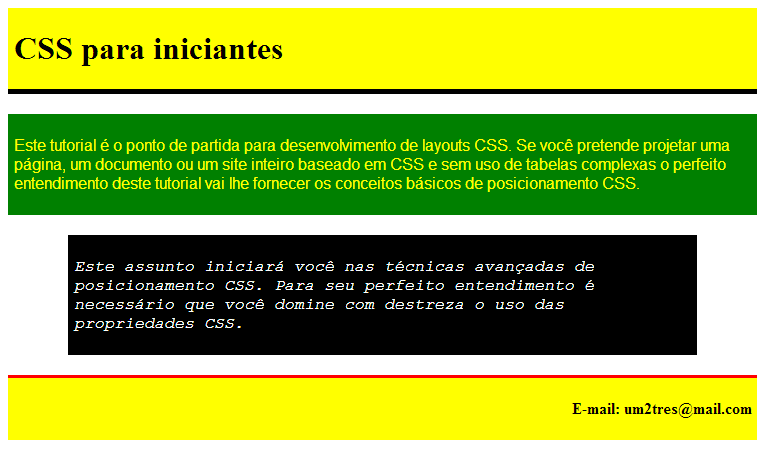 CSS para iniciantes
Este tutorial é o ponto de partida para desenvolvimento de layouts CSS. Se você pretende projetar uma
página, um documento ou um site inteiro baseado em CSS e sem uso de tabelas complexas o perfeito
entendimento deste tutorial vai lhe fornecer os conceitos básicos de posicionamento CSS.
Este assunto iniciará você nas técnicas avançadas de
posicionamento CSS. Para seu perfeito entendimento é
necessário que você domine com destreza o uso das
propriedades CSS.
E-mail: um2tres@mail.com